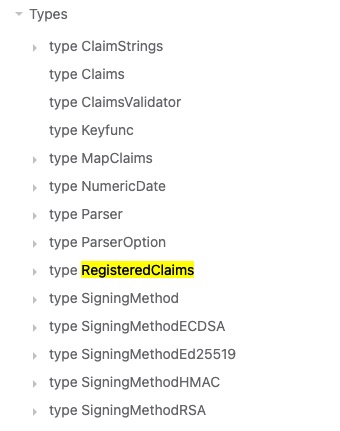 Types
type ClaimStrings
type Claims
type ClaimsValidator
type Keyfunc
type MapClaims
type NumericDate
type Parser
type ParserOption
type RegisteredClaims
type SigningMethod
type SigningMethodECDSA
type SigningMethodEd25519
type SigningMethodHMAC
type SigningMethodRSA